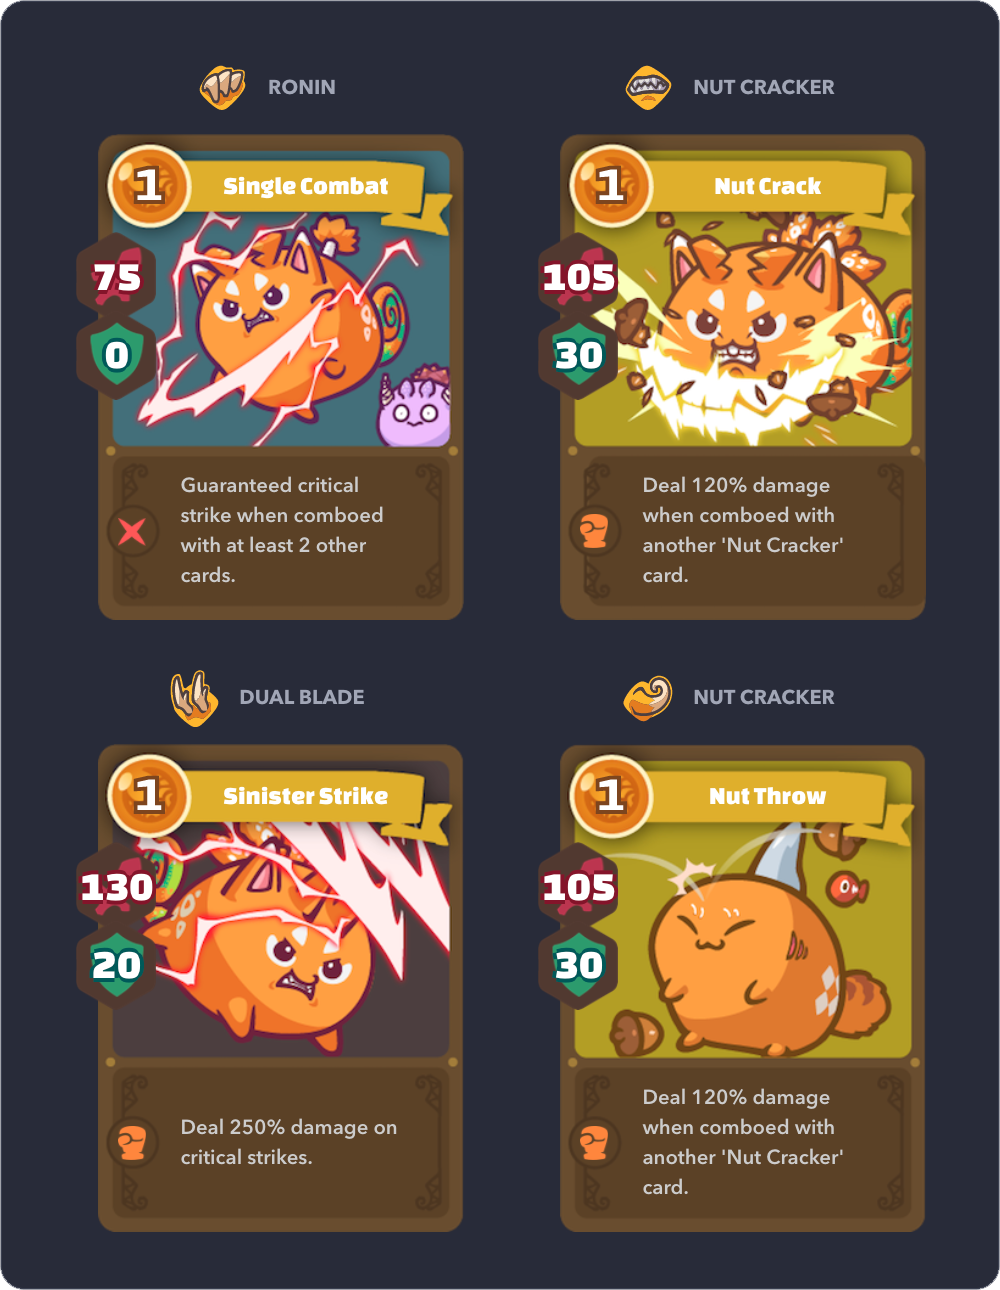 RONIN
NUT CRACKER
1
Single Combat
75
0
Guaranteed critical
strike when comboed
with at least 2 other
cards.
1
Nut Crack
105
30
Deal 120% damage
when comboed with
another 'Nut Cracker'
card.
DUAL BLADE
NUT CRACKER
1
Sinister Strike
130
20
Deal 250% damage on
critical strikes.
1
Nut Throw
105
30
Deal 120% damage
when comboed with
another 'Nut Cracker'
card.